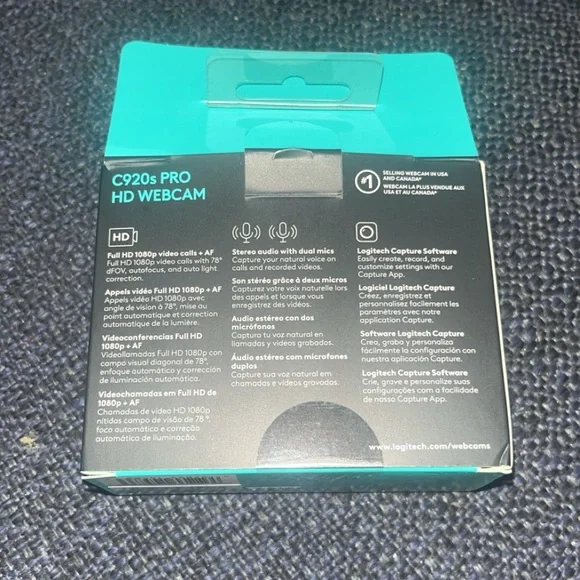 C920s PRO
HD WEBCAM
#1
SELLING WEBCAM IN USA
AND CANADA*
WEBCAM LA PLUS VENDUE AUX
USA ET AU CANADA*
HD
Full HD 1080p video calls + AF
Full HD 1080p video calls with 78°
dFOV, autofocus, and auto light
correction.
Appels vidéo Full HD 1080p + AF
Appels vidéo HD 1080p avec
angle de vision à 78°, mise au
point automatique et correction
automatique de la lumière.
Videoconferencias Full HD
1080p + AF
Videollamadas Full HD 1080p con
campo visual diagonal de 78°,
enfoque automático y corrección
de iluminación automática.
Videochamadas em Full HD de
1080p + AF
Chamadas de vídeo HD 1080p
nítidas campo de visão de 78°,
foco automático e correção
automática de iluminação.
Stereo audio with dual mics
Capture your natural voice on
calls and recorded videos.
Son stéréo grâce à deux micros
Capturez votre voix naturelle lors
des appels et lorsque vous
enregistrez des vidéos.
Audio estéreo con dos
micrófonos
Captura tu voz natural en
llamadas y videos grabados.
Áudio estéreo com microfones
duplos
Capture sua voz natural em
chamadas e vídeos gravados.
Logitech Capture Software
Easily create, record, and
customize settings with our
Capture App.
Logiciel Logitech Capture
Créez, enregistrez et
personnalisez facilement les
paramètres avec notre
application Capture.
Software Logitech Capture
Crea, graba y personaliza
fácilmente la configuración con
nuestra aplicación Capture.
Logitech Capture Software
Crie, grave e personalize suas
configurações com a facilidade
de nosso Capture App.
www.logitech.com/webcams